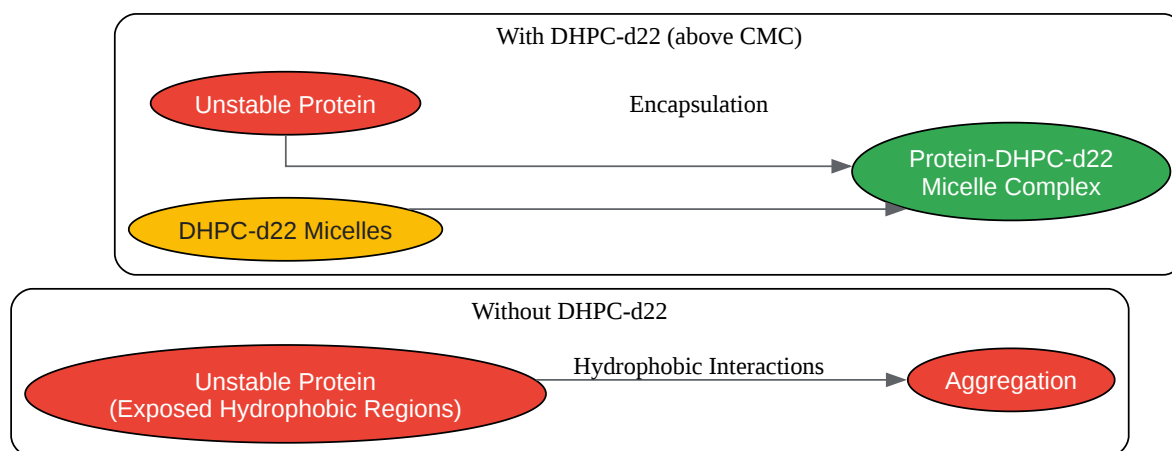 With DHPC-d22 (above CMC)
Unstable Protein
Encapsulation
Protein-DHPC-d22
Micelle Complex
DHPC-d22 Micelles
Without DHPC-d22
Unstable Protein
(Exposed Hydrophobic Regions)
Hydrophobic Interactions
Aggregation